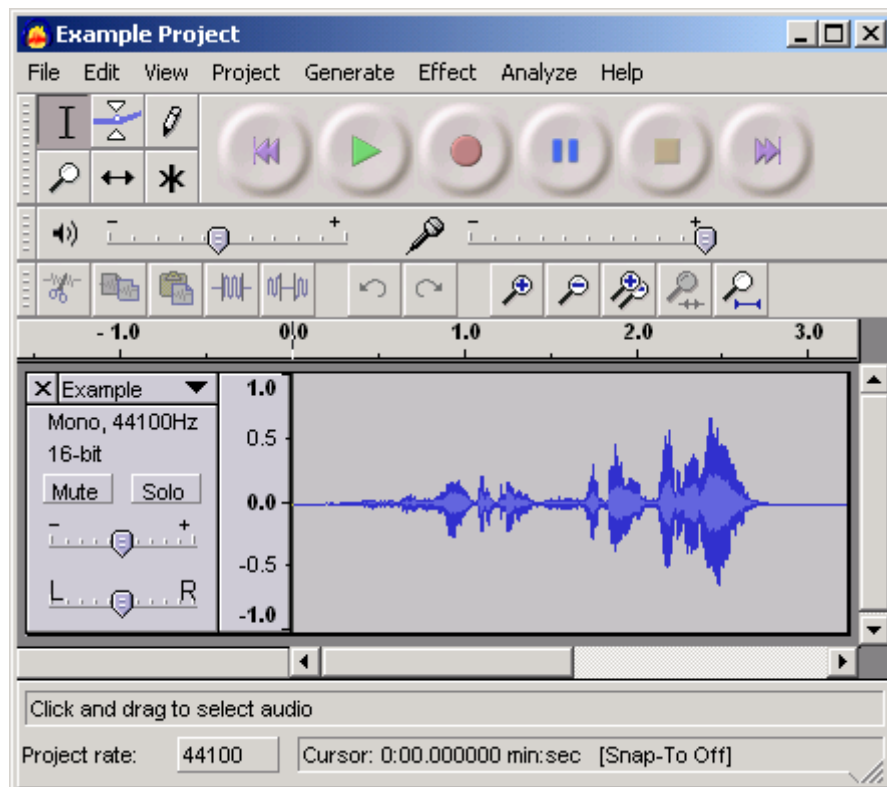 Example Project
File Edit View Project Generate Effect Analyze Help
- +
- +
- 1.0 0.0 1.0 2.0 3.0
X Example
Mono, 44100Hz
16-bit
Mute Solo
- +
L R
1.0
0.5
0.0
-0.5
-1.0
Click and drag to select audio
Project rate: 44100 Cursor: 0:00.000000 min:sec [Snap-To Off]